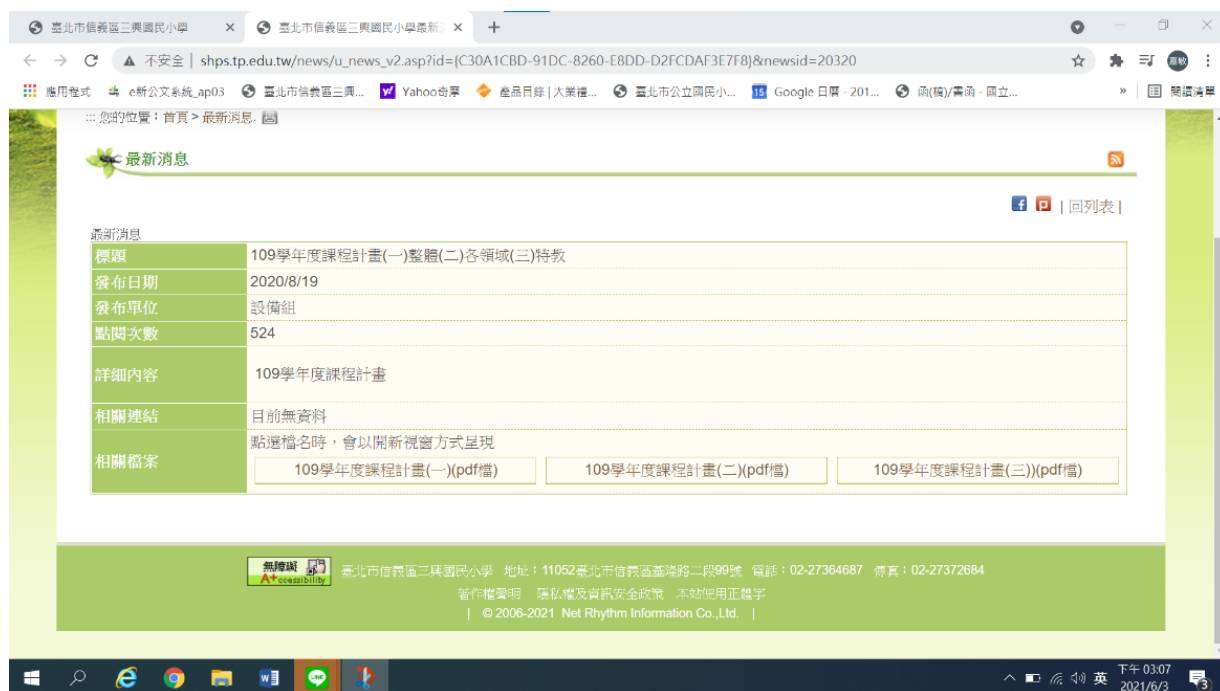 臺北市信義區三興國民小學
臺北市信義區三興國民小學最新
不安全 | shps.tp.edu.tw/news/u_news_v2.asp?id={C30A1CBD-91DC-8260-E8DD-D2FCDAF3E7F8}&newsid=20320
嘉敏
應用程式 e新公文系統_ap03 臺北市信義區三興... Yahoo奇摩 產品目錄 | 大業禮... 臺北市公立國民小... 15 Google 日曆 - 201... 函(稿)/書函 - 國立... » 閱讀清單
::: 您的位置：首頁 > 最新消息.
最新消息
| 回列表 |
最新消息
標題 109學年度課程計畫(一)整體(二)各領域(三)特教
發布日期 2020/8/19
發布單位 設備組
點閱次數 524
詳細內容 109學年度課程計畫
相關連結 目前無資料
相關檔案 點選檔名時，會以開新視窗方式呈現
109學年度課程計畫(一)(pdf檔) 109學年度課程計畫(二)(pdf檔) 109學年度課程計畫(三))(pdf檔)
無障礙 A+ccessibility
臺北市信義區三興國民小學 地址：11052臺北市信義區基隆路二段99號 電話：02-27364687 傳真：02-27372684
著作權聲明 隱私權及資訊安全政策 本站使用正體字
| © 2006-2021 Net Rhythm Information Co.,Ltd. |
LINE
英 下午 03:07
2021/6/3 3